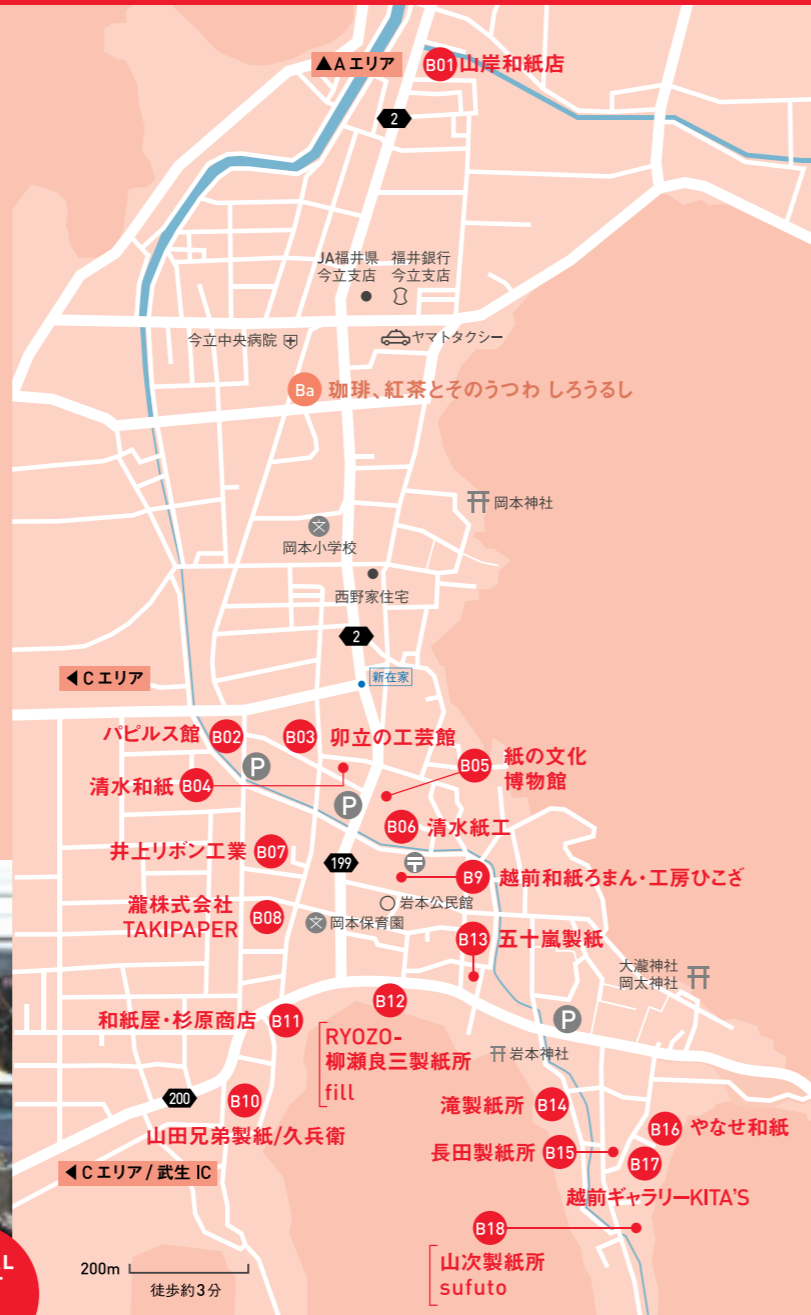 ▲Aエリア
B01 山岸和紙店
2
JA福井県
今立支店
福井銀行
今立支店
今立中央病院
ヤマトタクシー
Ba 珈琲、紅茶とそのうつわ しろうるし
岡本神社
文
岡本小学校
西野家住宅
2
◀Cエリア
新在家
パピルス館 B02
B03 卯立の工芸館
P
清水和紙 B04
B05 紙の文化
博物館
P
B06 清水紙工
井上リボン工業 B07
199
〒
B9 越前和紙ろまん・工房ひこざ
岩本公民館
瀧株式会社
TAKIPAPER
B08
文 岡本保育園
B13 五十嵐製紙
大瀧神社
岡太神社
和紙屋・杉原商店 B11
B12
RYOZO-
柳瀬良三製紙所
fill
P
岩本神社
200
B10
山田兄弟製紙/久兵衛
滝製紙所 B14
B16 やなせ和紙
長田製紙所 B15
B17
越前ギャラリーKITA'S
◀Cエリア / 武生 IC
B18
山次製紙所
sufuto
200m
徒歩約3分